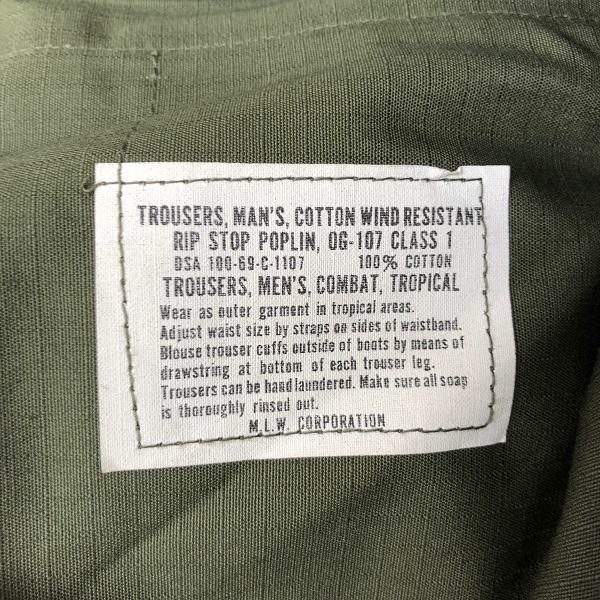 TROUSERS, MAN'S, COTTON WIND RESISTANT
RIP STOP POPLIN, OG-107 CLASS 1
DSA 100-69-C-1107 100% COTTON
TROUSERS, MEN'S, COMBAT, TROPICAL
Wear as outer garment in tropical areas.
Adjust waist size by straps on sides of waistband.
Blouse trouser cuffs outside of boots by means of
drawstring at bottom of each trouser leg.
Trousers can be hand laundered. Make sure all soap
is thoroughly rinsed out.
M.L.W. CORPORATION